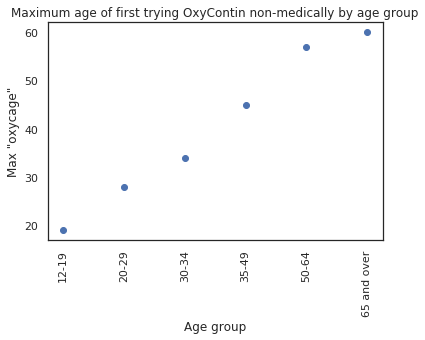 Maximum age of first trying OxyContin non-medically by age group
Max "oxycage"
60
50
40
30
20
12-19
20-29
30-34
35-49
50-64
65 and over
Age group